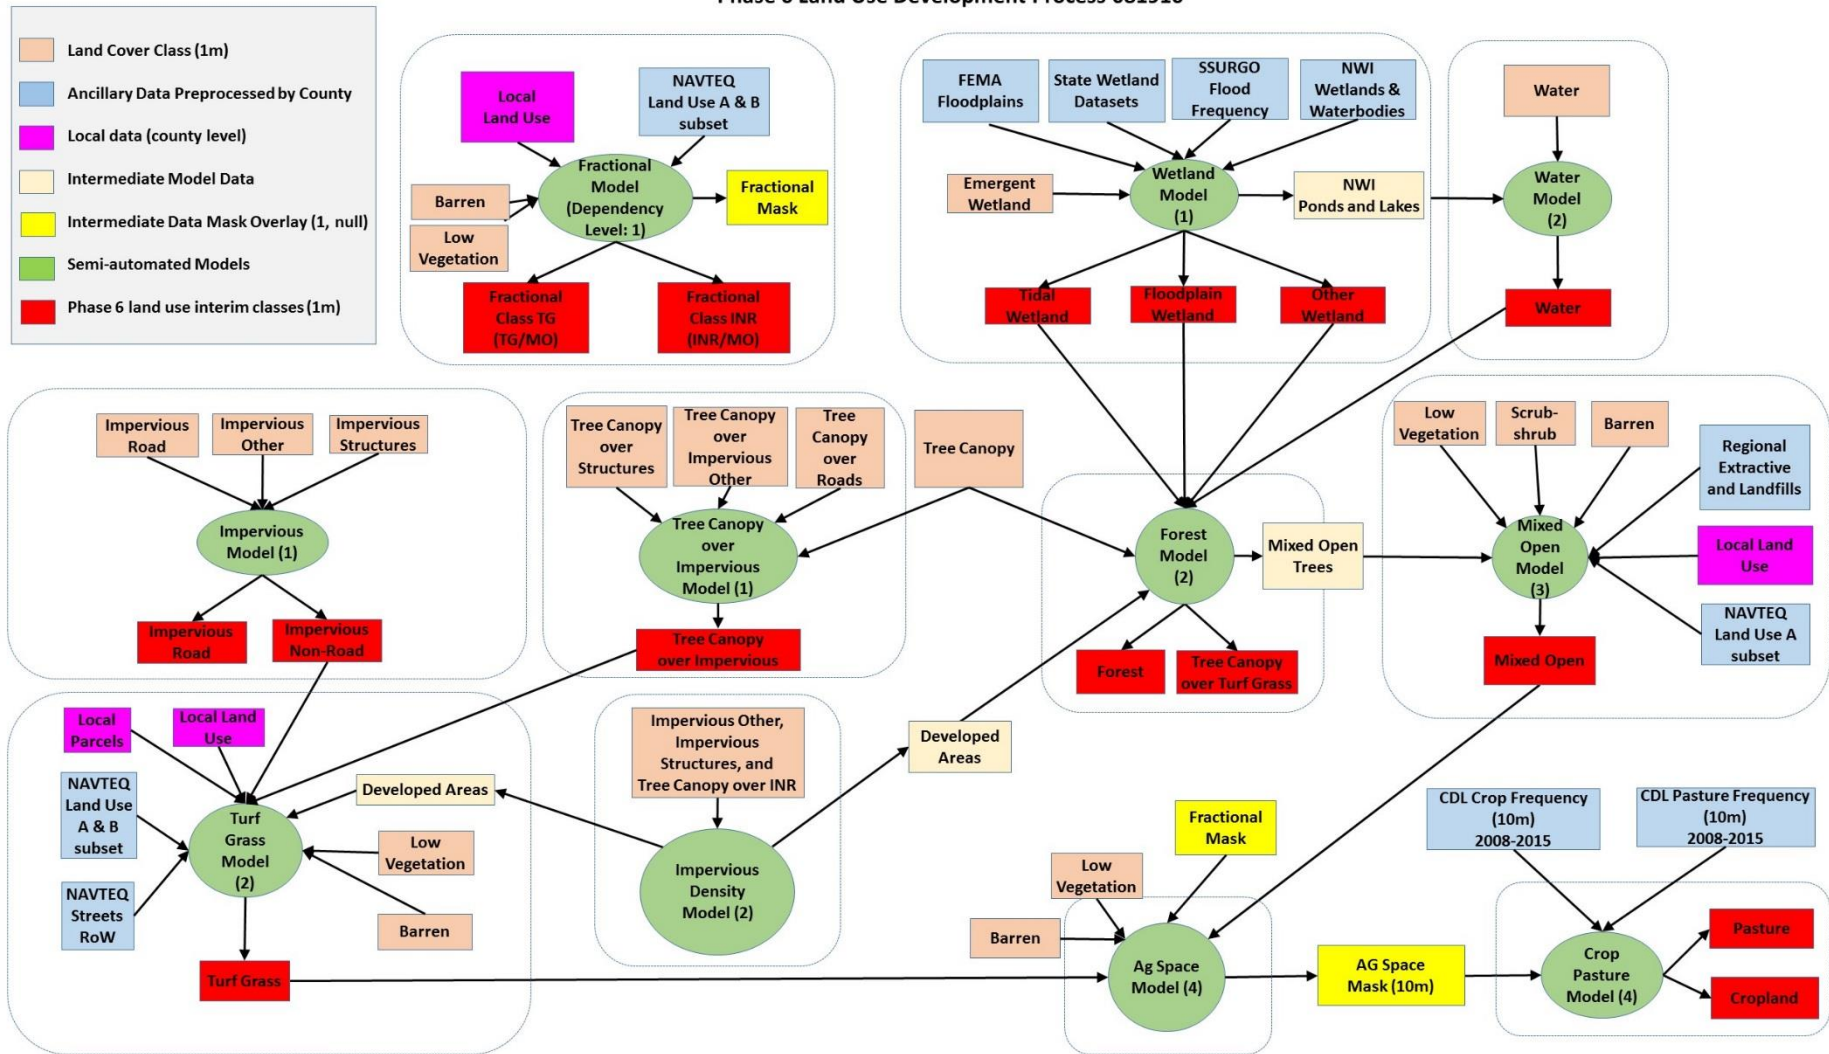 Phase 6 Land Use Development Process 081516
Land Cover Class (1m)
Ancillary Data Preprocessed by County
Local data (county level)
Intermediate Model Data
Intermediate Data Mask Overlay (1, null)
Semi-automated Models
Phase 6 land use interim classes (1m)
Local
Land Use
NAVTEQ
Land Use A & B
subset
Fractional
Model
(Dependency
Level: 1)
Fractional
Mask
Barren
Low
Vegetation
Fractional
Class TG
(TG/MO)
Fractional
Class INR
(INR/MO)
FEMA
Floodplains
State Wetland
Datasets
SSURGO
Flood
Frequency
NWI
Wetlands &
Waterbodies
Emergent
Wetland
Wetland
Model
(1)
NWI
Ponds and Lakes
Tidal
Wetland
Floodplain
Wetland
Other
Wetland
Water
Water
Model
(2)
Water
Impervious
Road
Impervious
Other
Impervious
Structures
Impervious
Model (1)
Impervious
Road
Impervious
Non-Road
Tree Canopy
over
Structures
Tree Canopy
over
Impervious
Other
Tree
Canopy
over
Roads
Tree Canopy
over
Impervious
Model (1)
Tree Canopy
over Impervious
Tree Canopy
Forest
Model
(2)
Mixed Open
Trees
Forest
Tree Canopy
over Turf Grass
Low
Vegetation
Scrub-
shrub
Barren
Regional
Extractive
and Landfills
Mixed
Open
Model
(3)
Local Land
Use
NAVTEQ
Land Use A
subset
Mixed Open
Local
Parcels
Local Land
Use
NAVTEQ
Land Use
A & B
subset
Developed Areas
Turf
Grass
Model
(2)
Low
Vegetation
NAVTEQ
Streets
RoW
Barren
Turf Grass
Impervious Other,
Impervious
Structures, and
Tree Canopy over INR
Impervious
Density
Model (2)
Developed
Areas
Fractional
Mask
Low
Vegetation
Barren
Ag Space
Model (4)
AG Space
Mask (10m)
CDL Crop Frequency
(10m)
2008-2015
CDL Pasture Frequency
(10m)
2008-2015
Crop
Pasture
Model (4)
Pasture
Cropland